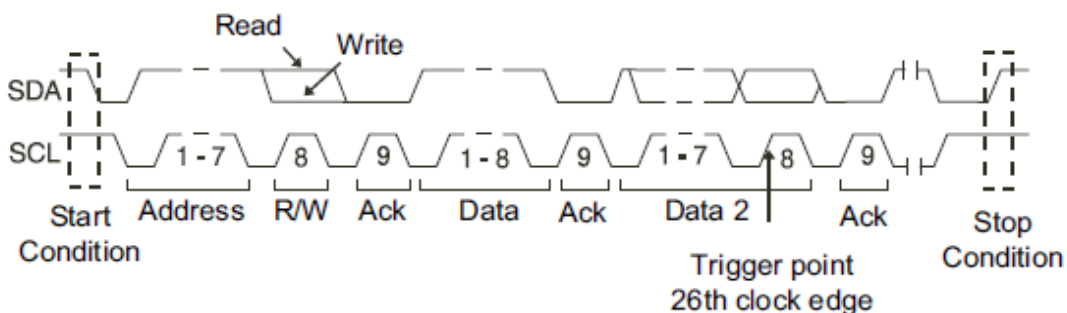 Read
Write
SDA
SCL
1 - 7
8
9
1 - 8
9
1 - 7
8
9
Address
R/W
Ack
Data
Ack
Data 2
Ack
Start
Condition
Stop
Condition
Trigger point
26th clock edge